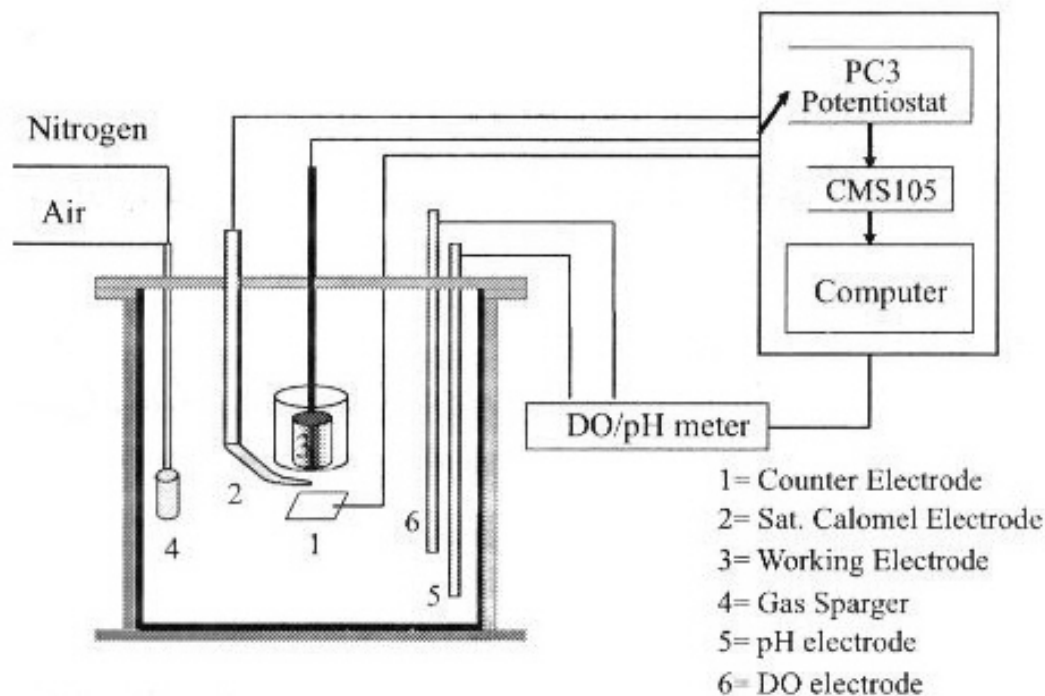 Nitrogen
Air
PC3
Potentiostat
CMS105
Computer
DO/pH meter
3
2
1
4
6
5
1= Counter Electrode
2= Sat. Calomel Electrode
3= Working Electrode
4= Gas Sparger
5= pH electrode
6= DO electrode